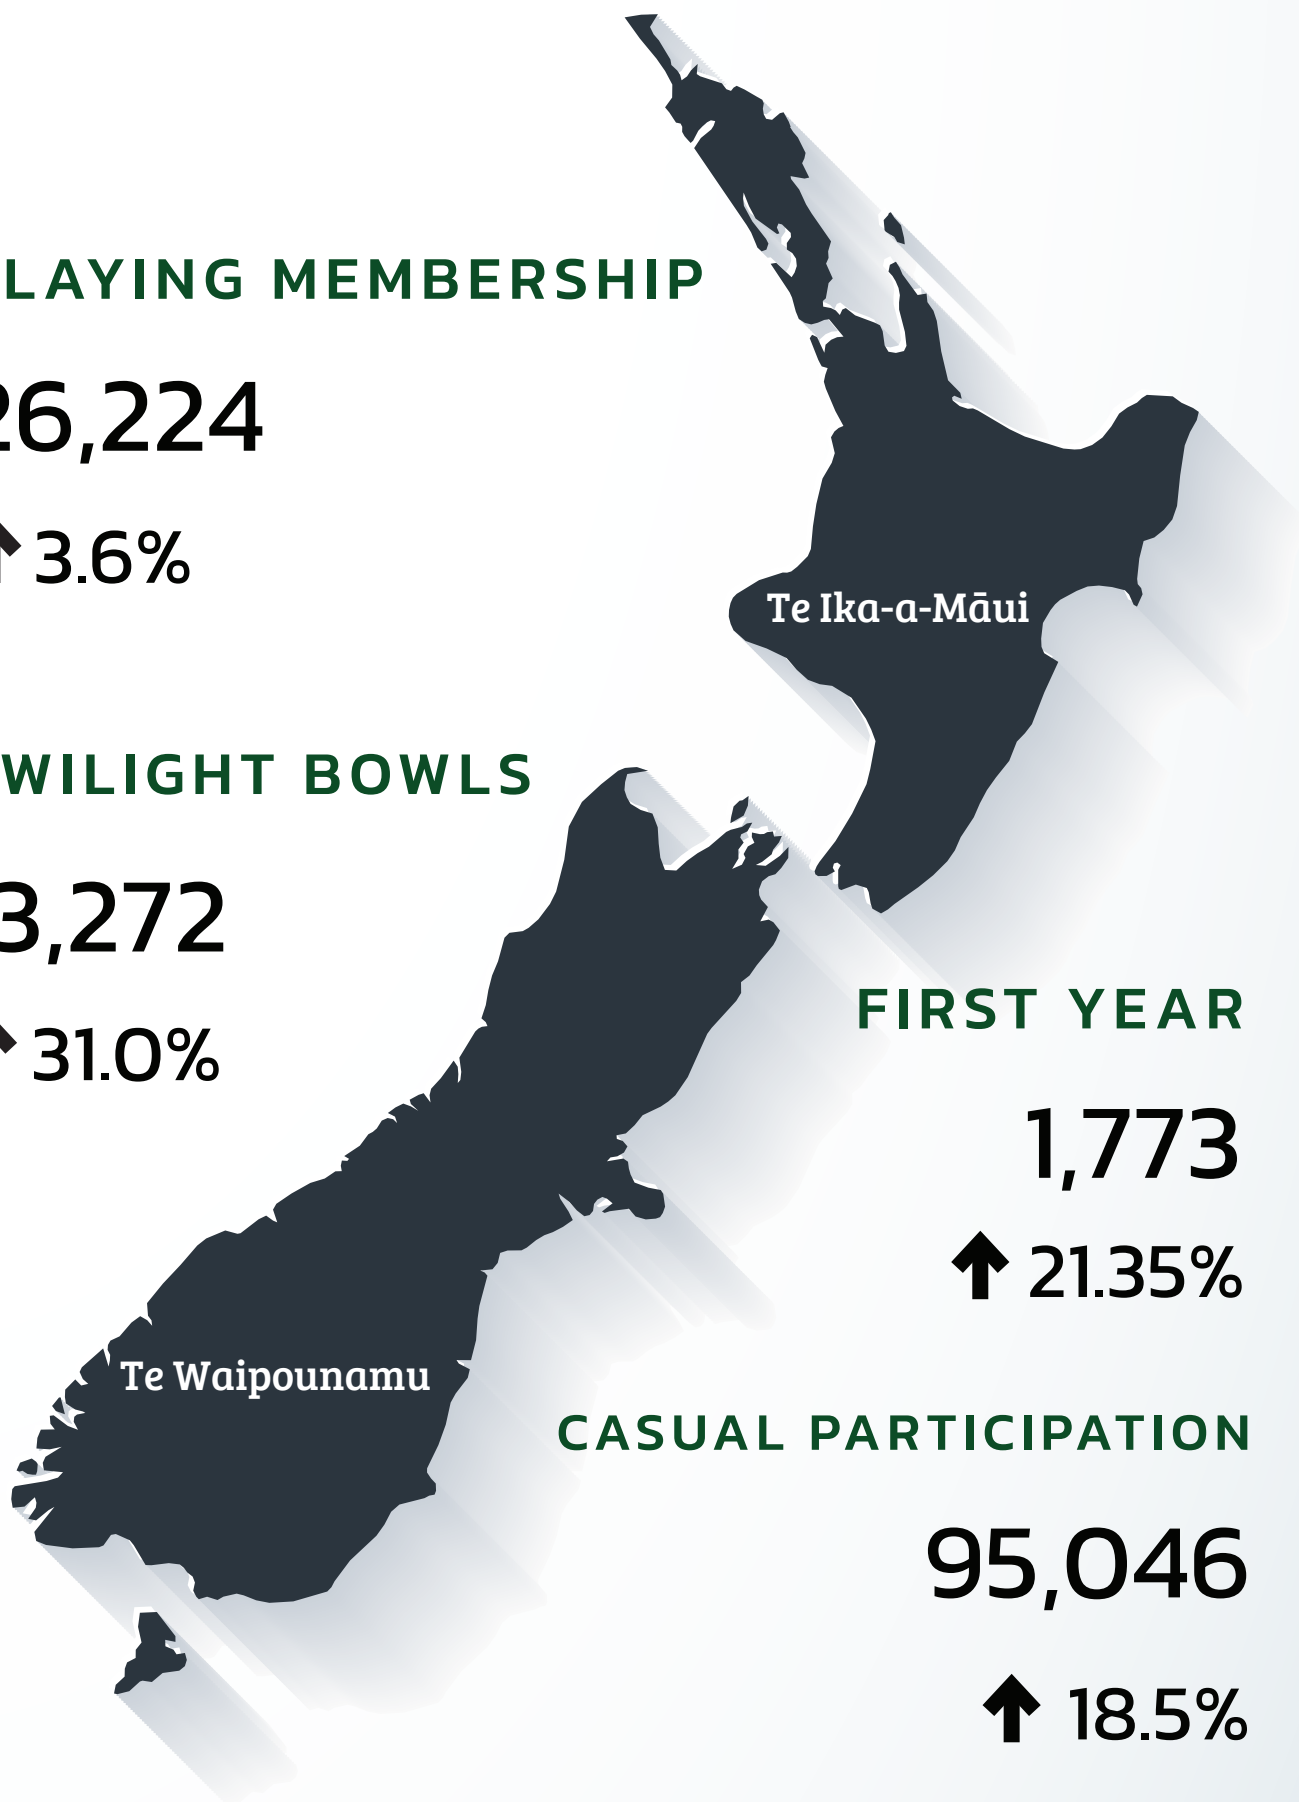 LAYING MEMBERSHIP
26,224
3.6%
Te Ika-a-Māui
WILIGHT BOWLS
3,272
31.0%
FIRST YEAR
1,773
21.35%
Te Waipounamu
CASUAL PARTICIPATION
95,046
18.5%